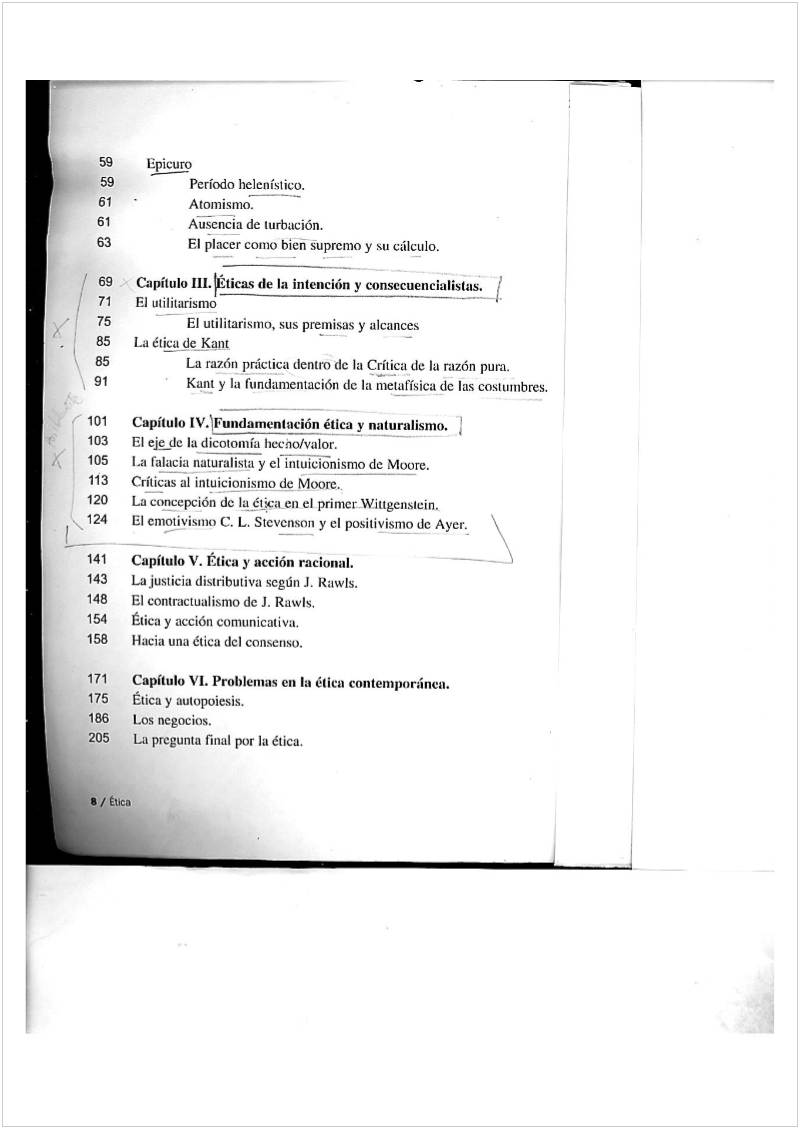 59 Epicuro
59 Período helenístico.
61 Atomismo.
61 Ausencia de turbación.
63 El placer como bien supremo y su cálculo.
69 Capítulo III. Éticas de la intención y consecuencialistas.
71 El utilitarismo
75 El utilitarismo, sus premisas y alcances
85 La ética de Kant
85 La razón práctica dentro de la Crítica de la razón pura.
91 Kant y la fundamentación de la metafísica de las costumbres.
101 Capítulo IV. Fundamentación ética y naturalismo.
103 El eje de la dicotomía hecho/valor.
105 La falacia naturalista y el intuicionismo de Moore.
113 Críticas al intuicionismo de Moore.
120 La concepción de la ética en el primer Wittgenstein.
124 El emotivismo C. L. Stevenson y el positivismo de Ayer.
141 Capítulo V. Ética y acción racional.
143 La justicia distributiva según J. Rawls.
148 El contractualismo de J. Rawls.
154 Ética y acción comunicativa.
158 Hacia una ética del consenso.
171 Capítulo VI. Problemas en la ética contemporánea.
175 Ética y autopoiesis.
186 Los negocios.
205 La pregunta final por la ética.
8 / Ética